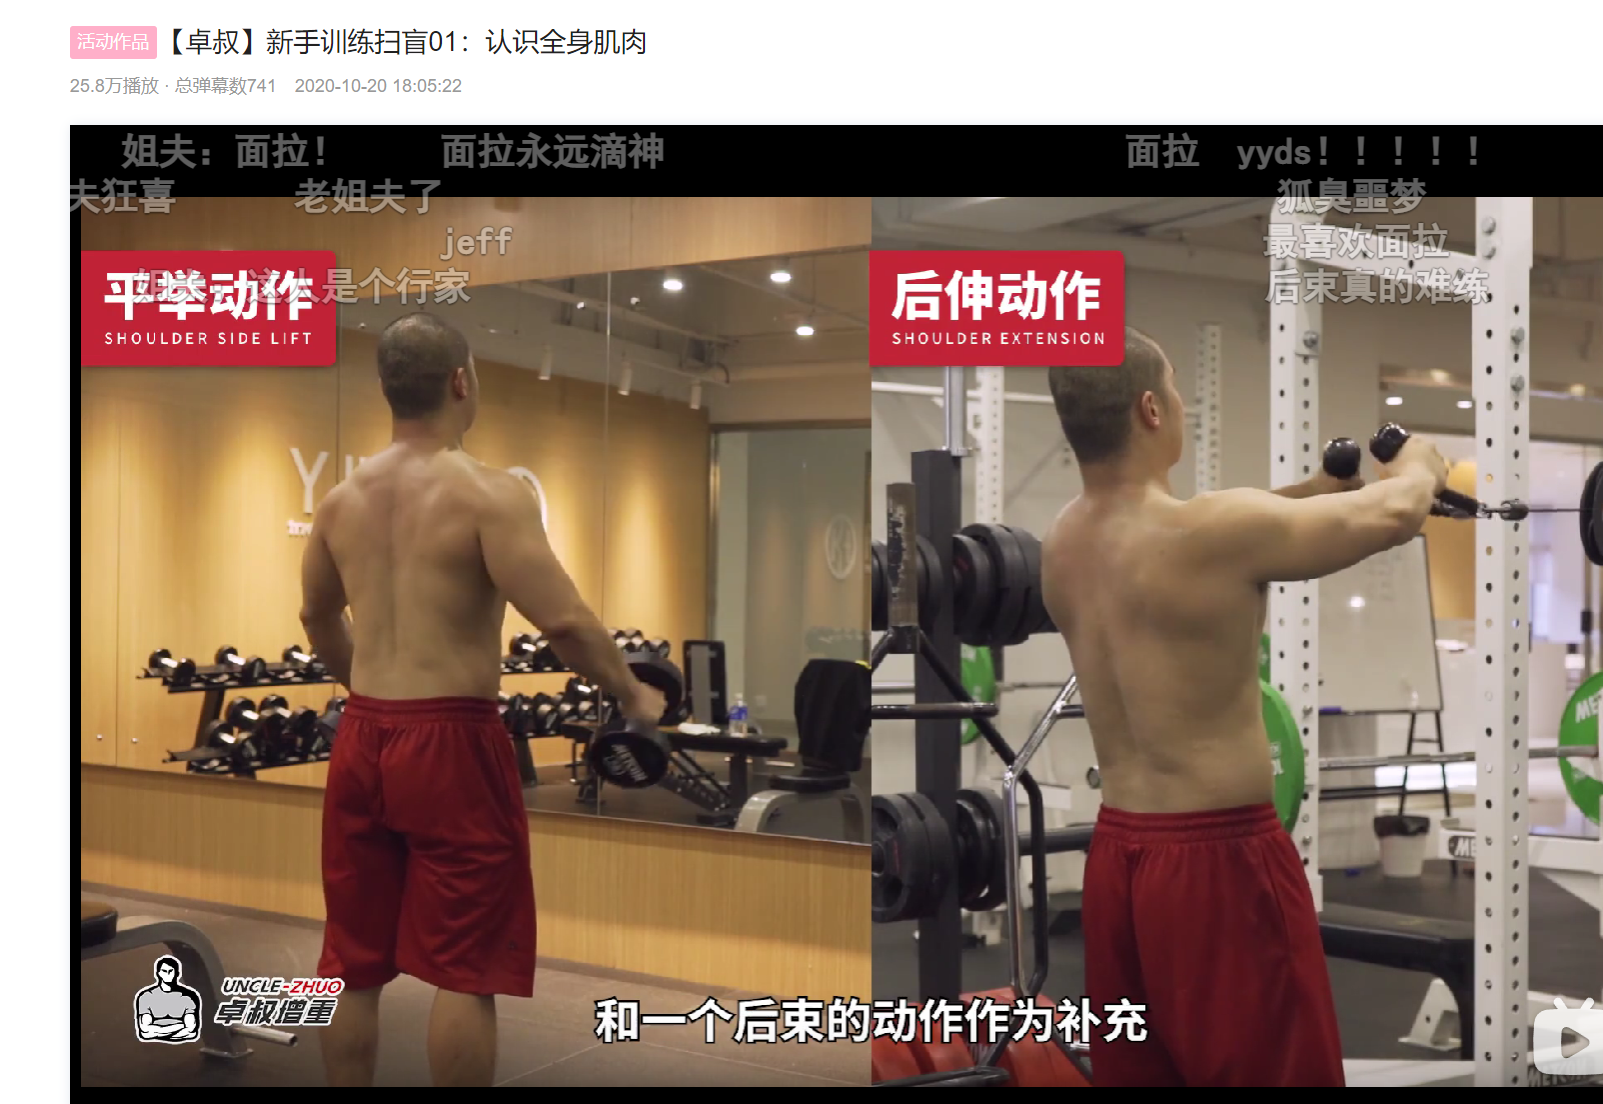 活动作品 【卓叔】新手训练扫盲01：认识全身肌肉
25.8万播放 · 总弹幕数741 2020-10-20 18:05:22
姐夫：面拉！ 面拉永远滴神 面拉 yyds！！！！！
夫狂喜 老姐夫了 狐臭噩梦
jeff 最喜欢面拉
这人是个行家 后束真的难练
平举动作
SHOULDER SIDE LIFT
后伸动作
SHOULDER EXTENSION
UNCLE-ZHUO
卓叔增重
和一个后束的动作作为补充